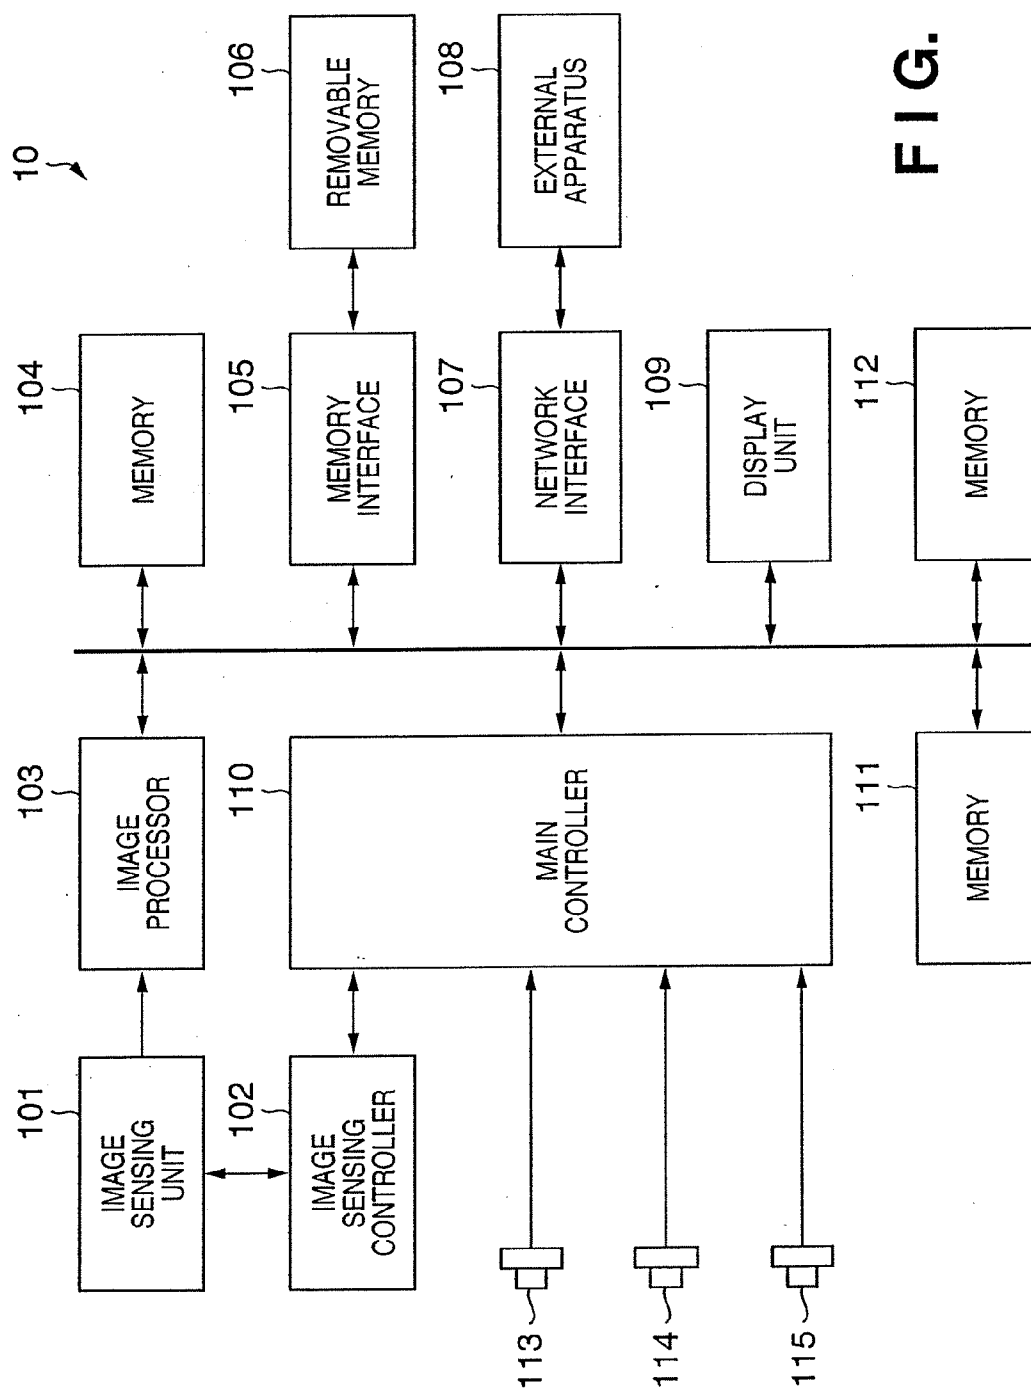 10
101
IMAGE
SENSING
UNIT
103
IMAGE
PROCESSOR
104
MEMORY
102
IMAGE
SENSING
CONTROLLER
110
MAIN
CONTROLLER
105
MEMORY
INTERFACE
106
REMOVABLE
MEMORY
107
NETWORK
INTERFACE
108
EXTERNAL
APPARATUS
109
DISPLAY
UNIT
113
114
115
111
MEMORY
112
MEMORY
FIG.